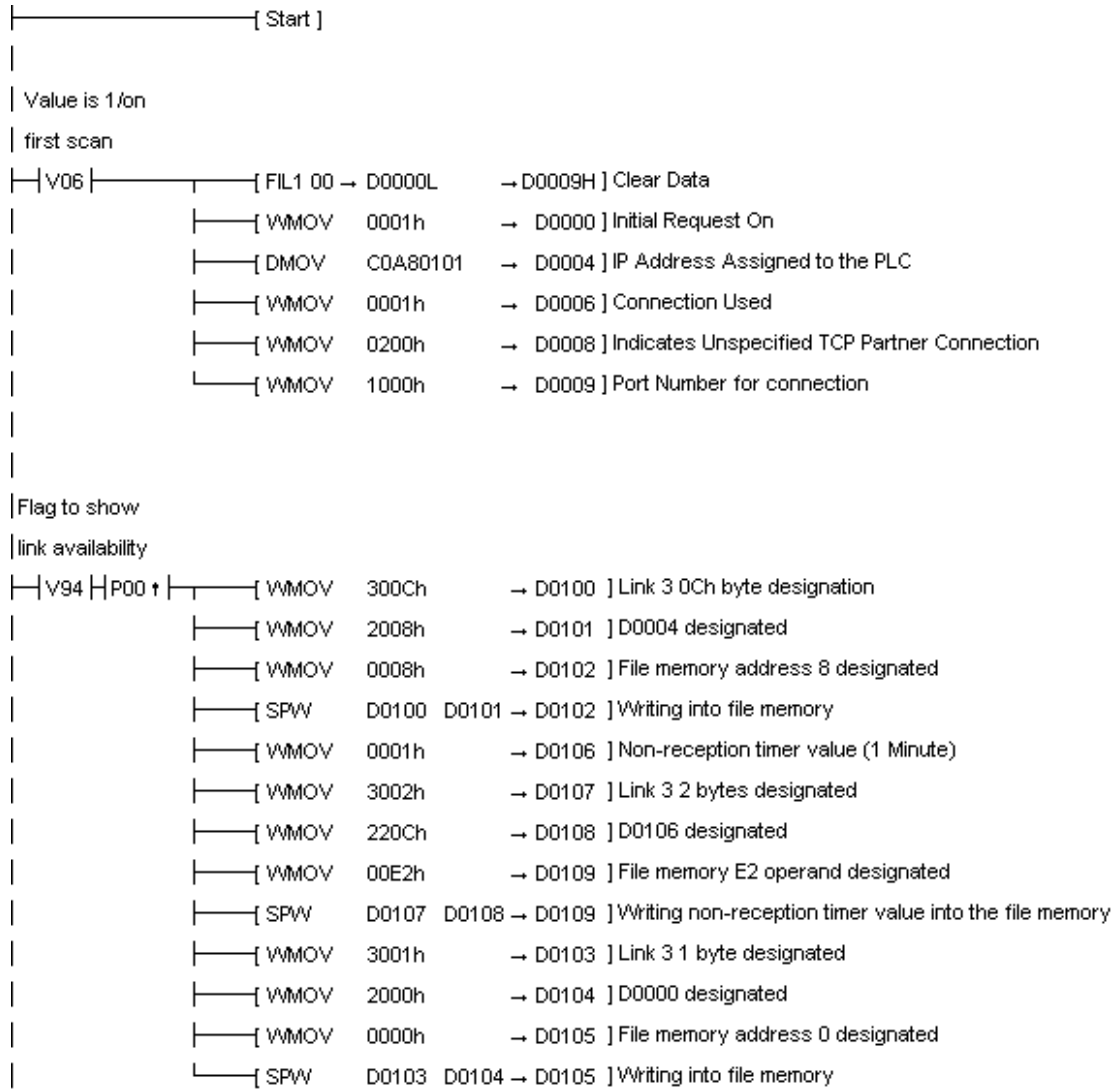 [ Start ]
Value is 1/on
first scan
V06 [ FIL1 00 → D0000L → D0009H ] Clear Data
[ WMOV 0001h → D0000 ] Initial Request On
[ DMOV C0A80101 → D0004 ] IP Address Assigned to the PLC
[ WMOV 0001h → D0006 ] Connection Used
[ WMOV 0200h → D0008 ] Indicates Unspecified TCP Partner Connection
[ WMOV 1000h → D0009 ] Port Number for connection
Flag to show
link availability
V94 P00 ↑ [ WMOV 300Ch → D0100 ] Link 3 0Ch byte designation
[ WMOV 2008h → D0101 ] D0004 designated
[ WMOV 0008h → D0102 ] File memory address 8 designated
[ SPW D0100 D0101 → D0102 ] Writing into file memory
[ WMOV 0001h → D0106 ] Non-reception timer value (1 Minute)
[ WMOV 3002h → D0107 ] Link 3 2 bytes designated
[ WMOV 220Ch → D0108 ] D0106 designated
[ WMOV 00E2h → D0109 ] File memory E2 operand designated
[ SPW D0107 D0108 → D0109 ] Writing non-reception timer value into the file memory
[ WMOV 3001h → D0103 ] Link 3 1 byte designated
[ WMOV 2000h → D0104 ] D0000 designated
[ WMOV 0000h → D0105 ] File memory address 0 designated
[ SPW D0103 D0104 → D0105 ] Writing into file memory